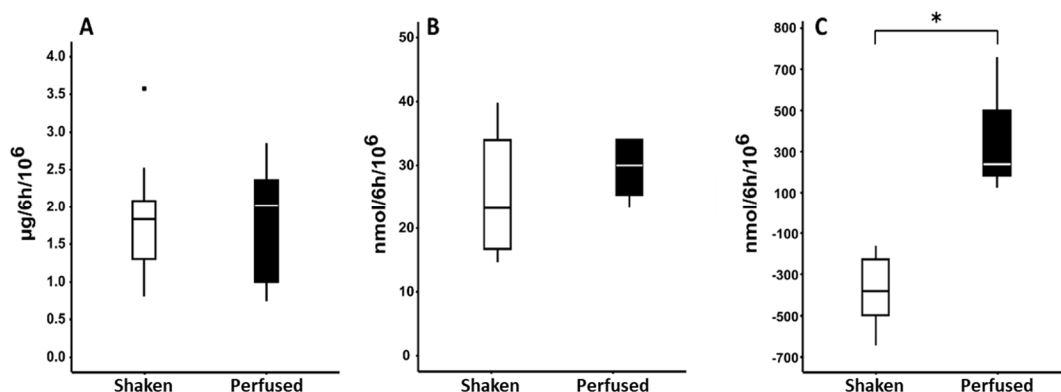 A
µg/6h/10⁶
4.0
3.5
3.0
2.5
2.0
1.5
1.0
0.5
0.0
Shaken Perfused
B
nmol/6h/10⁶
50
40
30
20
10
0
Shaken Perfused
C
nmol/6h/10⁶
800
700
500
300
100
-100
-300
-500
-700
*
Shaken Perfused